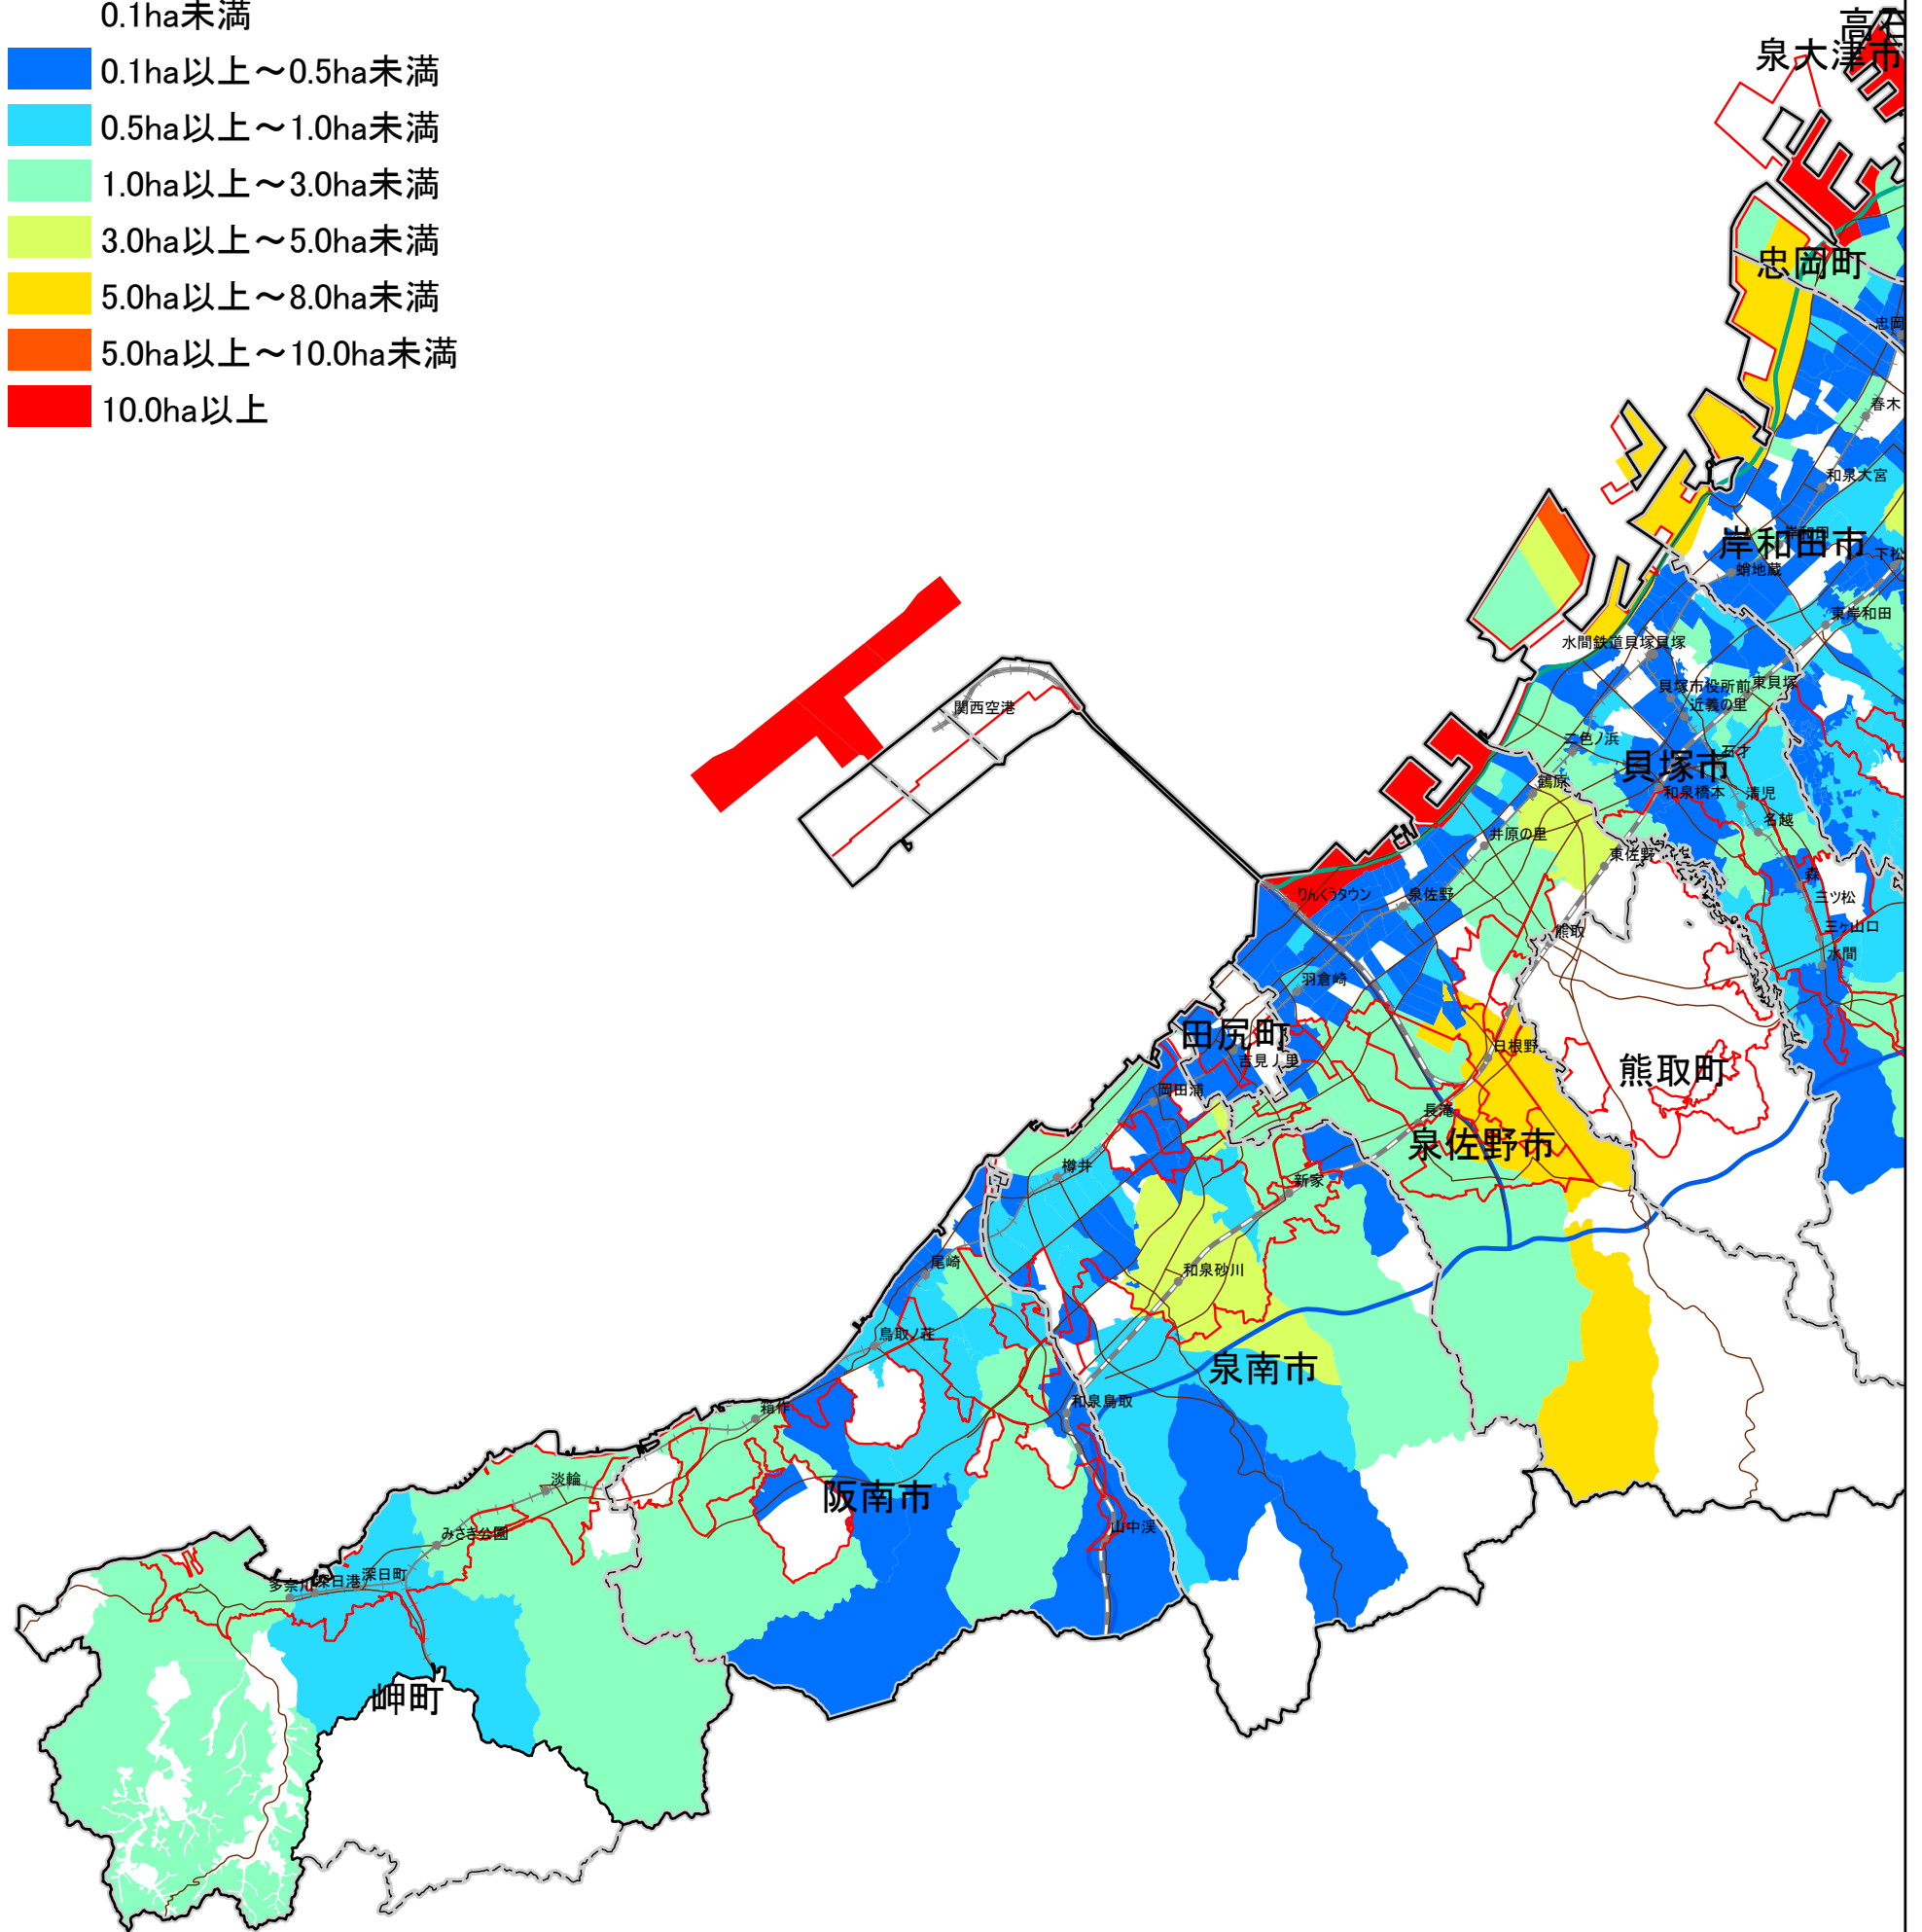 0.1ha未満
0.1ha以上～0.5ha未満
0.5ha以上～1.0ha未満
1.0ha以上～3.0ha未満
3.0ha以上～5.0ha未満
5.0ha以上～8.0ha未満
5.0ha以上～10.0ha未満
10.0ha以上
泉大津市
忠岡町
忠岡
春木
和泉大宮
岸和田市
岸和田
下松
蛸地蔵
東岸和田
水間鉄道貝塚貝塚
貝塚市役所前
東貝塚
近義の里
関西空港
二色ノ浜
石才
貝塚市
鶴原
和泉橋本
清児
名越
井原の里
東佐野
森
三ツ松
りんくうタウン
泉佐野
三ヶ山口
熊取
水間
羽倉崎
田尻町
吉見ノ里
日根野
熊取町
岡田浦
長滝
泉佐野市
樽井
新家
尾崎
和泉砂川
鳥取ノ荘
泉南市
箱作
和泉鳥取
淡輪
阪南市
みさき公園
山中渓
多奈川
深日港
深日町
岬町